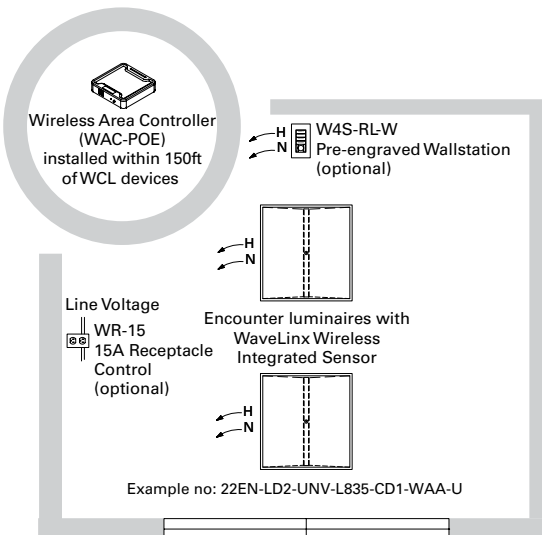 Wireless Area Controller
(WAC-POE)
installed within 150ft
of WCL devices
H
N
W4S-RL-W
Pre-engraved Wallstation
(optional)
H
N
Line Voltage
WR-15
15A Receptacle
Control
(optional)
Encounter luminaires with
WaveLinx Wireless
Integrated Sensor
H
N
Example no: 22EN-LD2-UNV-L835-CD1-WAA-U